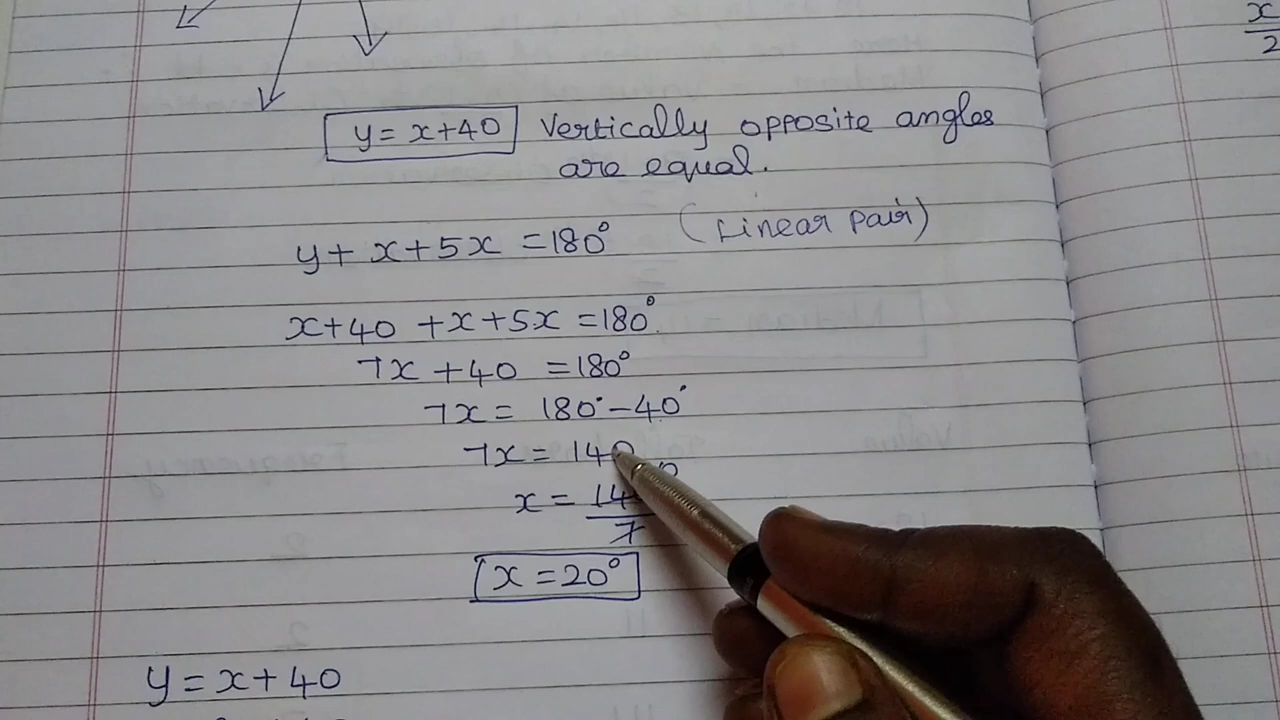 x
2
y = x+40 Vertically opposite angles
are equal.
y + x + 5x = 180° (Linear pair)
x+40 + x + 5x = 180°.
7x + 40 = 180°
7x = 180° - 40°
7x = 140
x = 14
7
x = 20°
y = x + 40